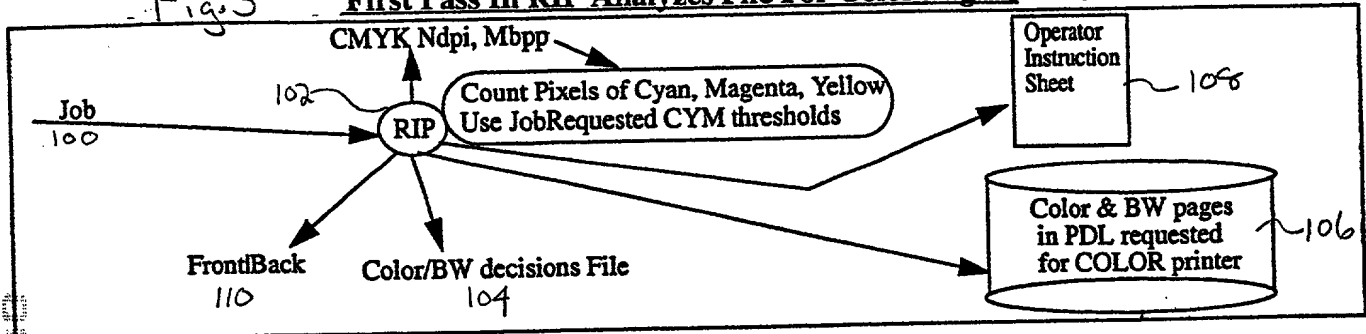 Fig. 3
First Pass In RIP Analyzes File For
CMYK Ndpi, Mbpp
102
Count Pixels of Cyan, Magenta, Yellow
Use JobRequested CYM thresholds
Operator
Instruction
Sheet
108
Job
100
RIP
Color & BW pages
in PDL requested
for COLOR printer
106
Front|Back
110
Color/BW decisions File
104